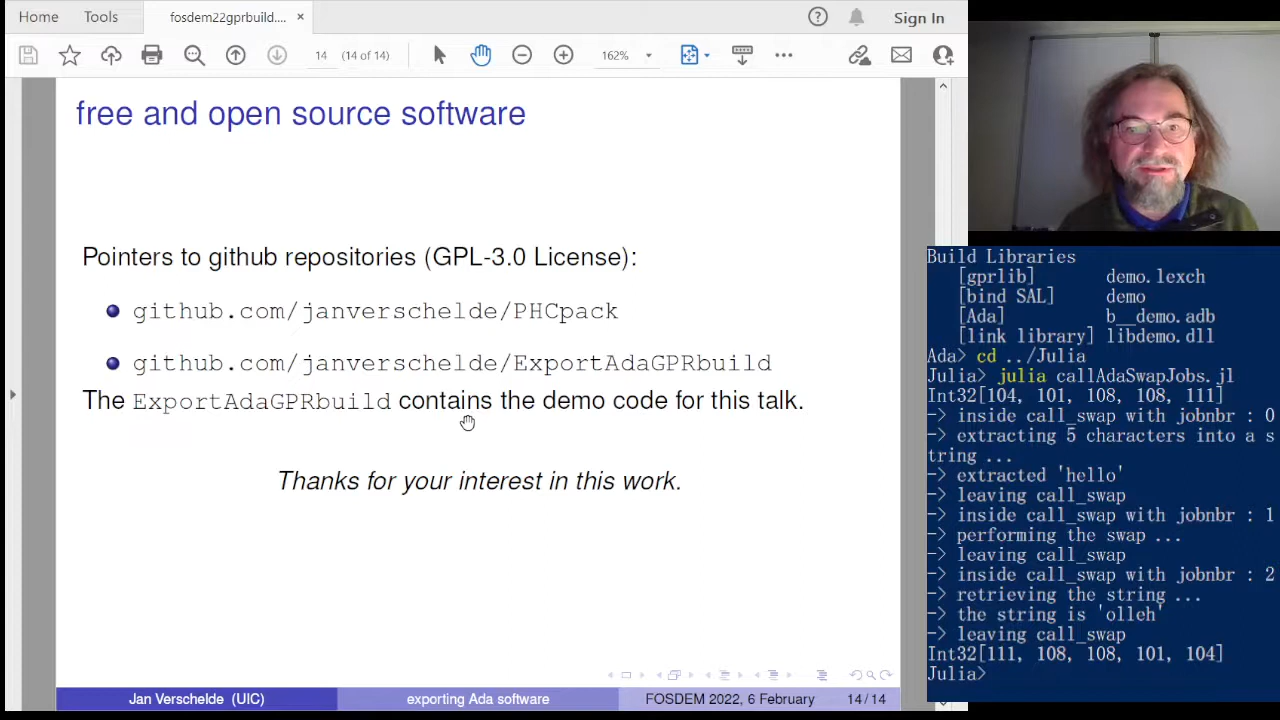 Home Tools fosdem22gprbuild.... × Sign In
14 (14 of 14) 162%
free and open source software
Pointers to github repositories (GPL-3.0 License):
github.com/janverschelde/PHCpack
github.com/janverschelde/ExportAdaGPRbuild
The ExportAdaGPRbuild contains the demo code for this talk.
Thanks for your interest in this work.
Jan Verschelde (UIC) exporting Ada software FOSDEM 2022, 6 February 14/14
Build Libraries
[gprlib] demo.lexch
[bind SAL] demo
[Ada] b__demo.adb
[link library] libdemo.dll
Ada> cd ../Julia
Julia> julia callAdaSwapJobs.jl
Int32[104, 101, 108, 108, 111]
-> inside call_swap with jobnbr : 0
-> extracting 5 characters into a s
tring ...
-> extracted 'hello'
-> leaving call_swap
-> inside call_swap with jobnbr : 1
-> performing the swap ...
-> leaving call_swap
-> inside call_swap with jobnbr : 2
-> retrieving the string ...
-> the string is 'olleh'
-> leaving call_swap
Int32[111, 108, 108, 101, 104]
Julia>